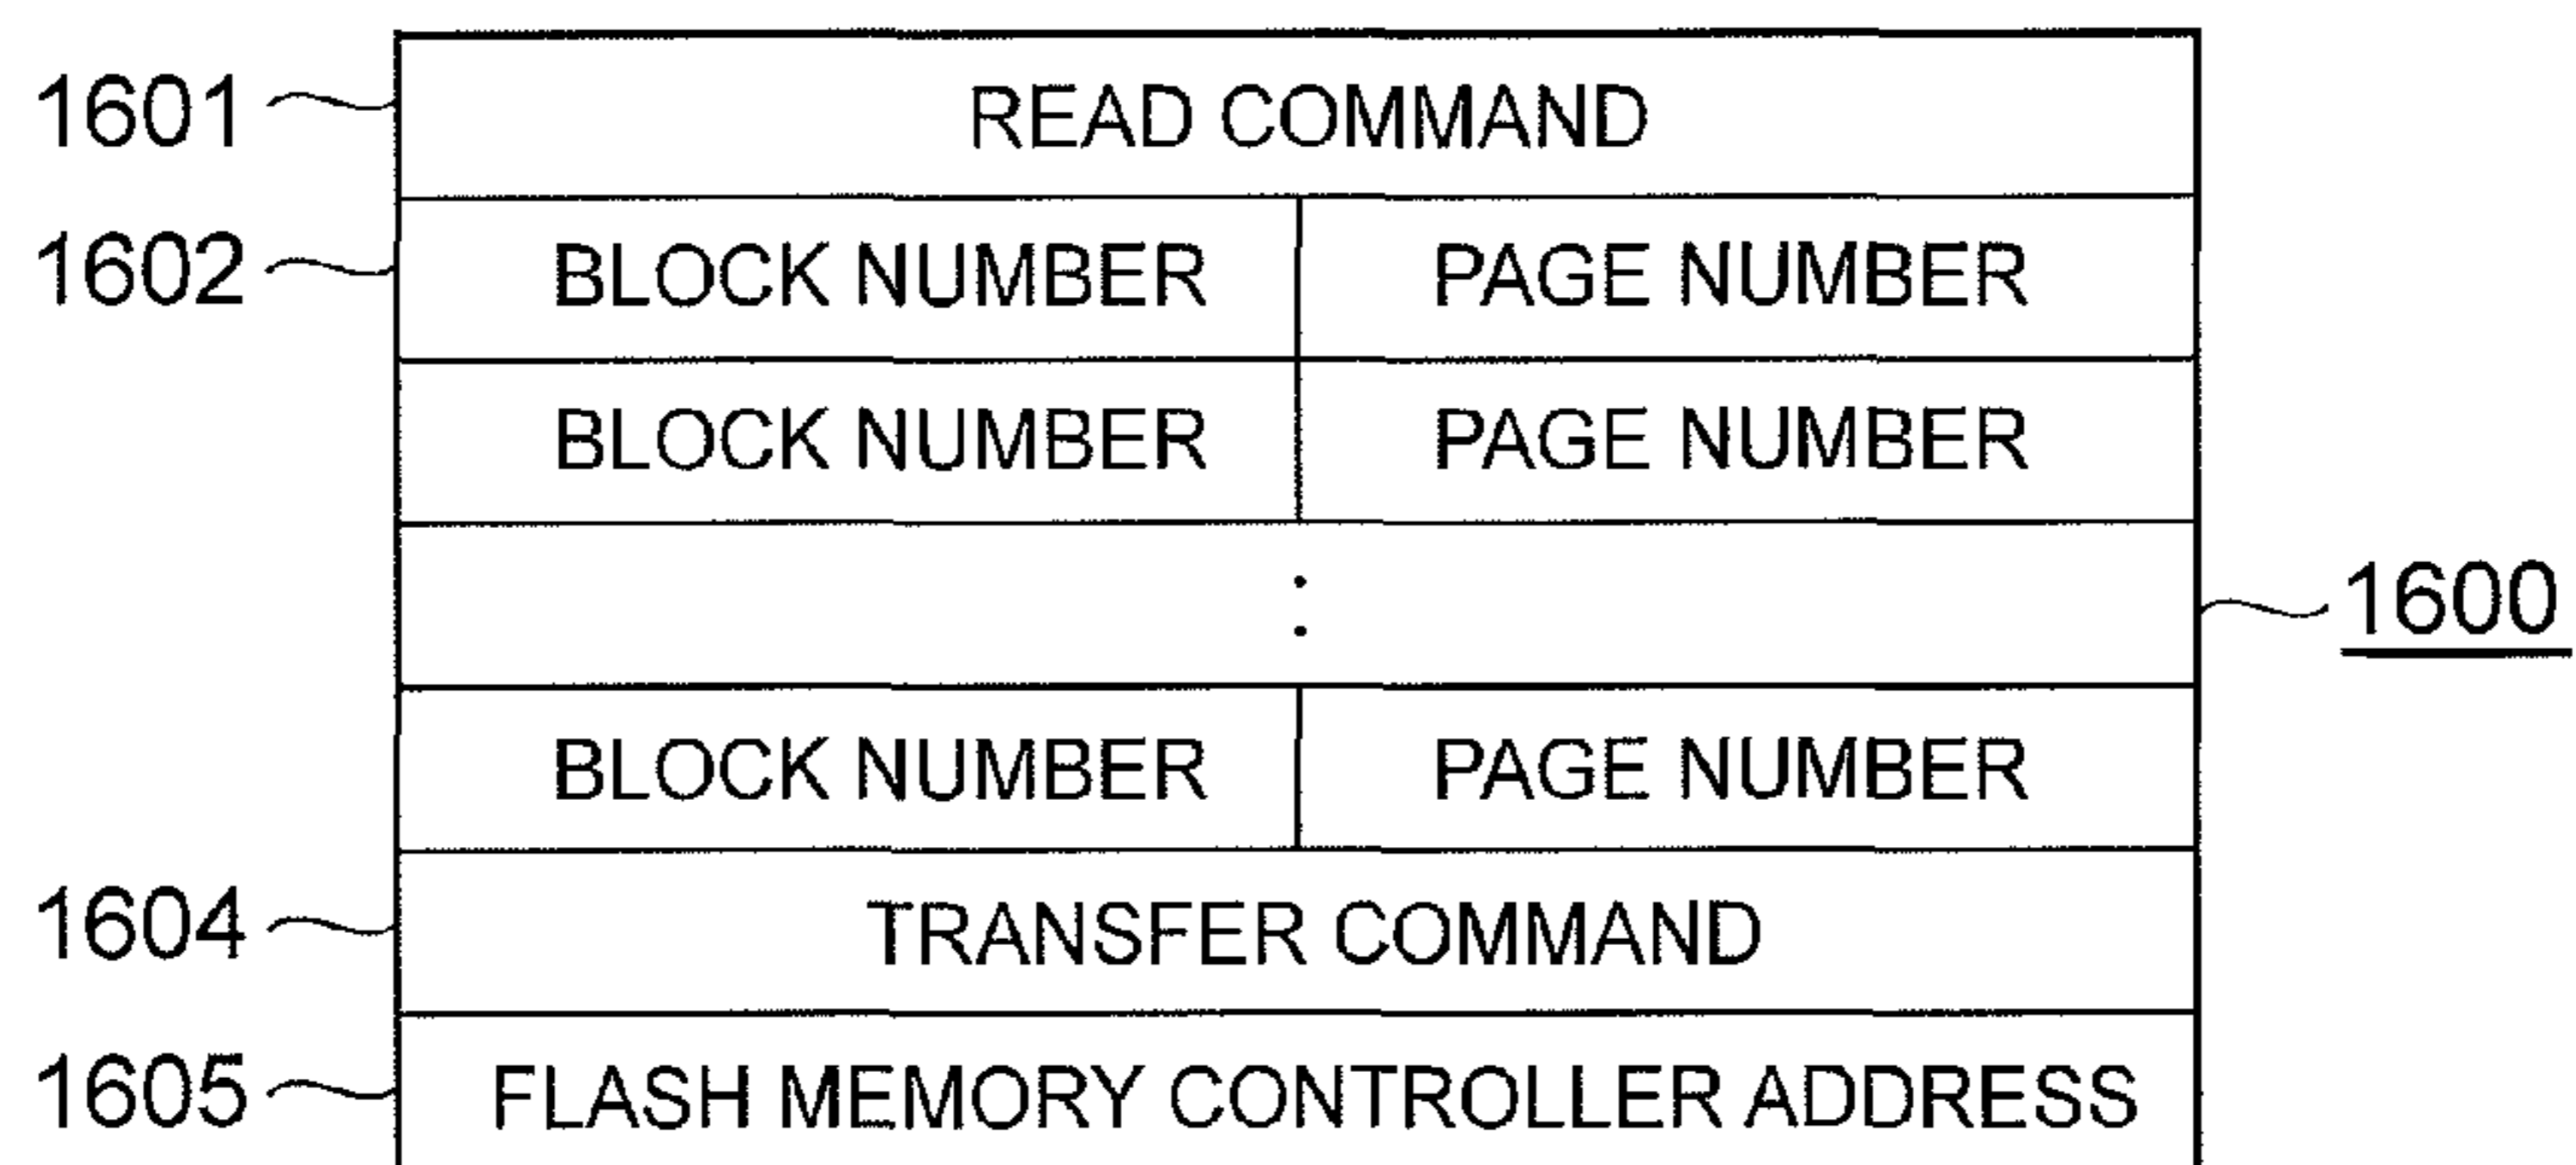 1601 READ COMMAND
1602 BLOCK NUMBER PAGE NUMBER
BLOCK NUMBER PAGE NUMBER
:
1600
BLOCK NUMBER PAGE NUMBER
1604 TRANSFER COMMAND
1605 FLASH MEMORY CONTROLLER ADDRESS